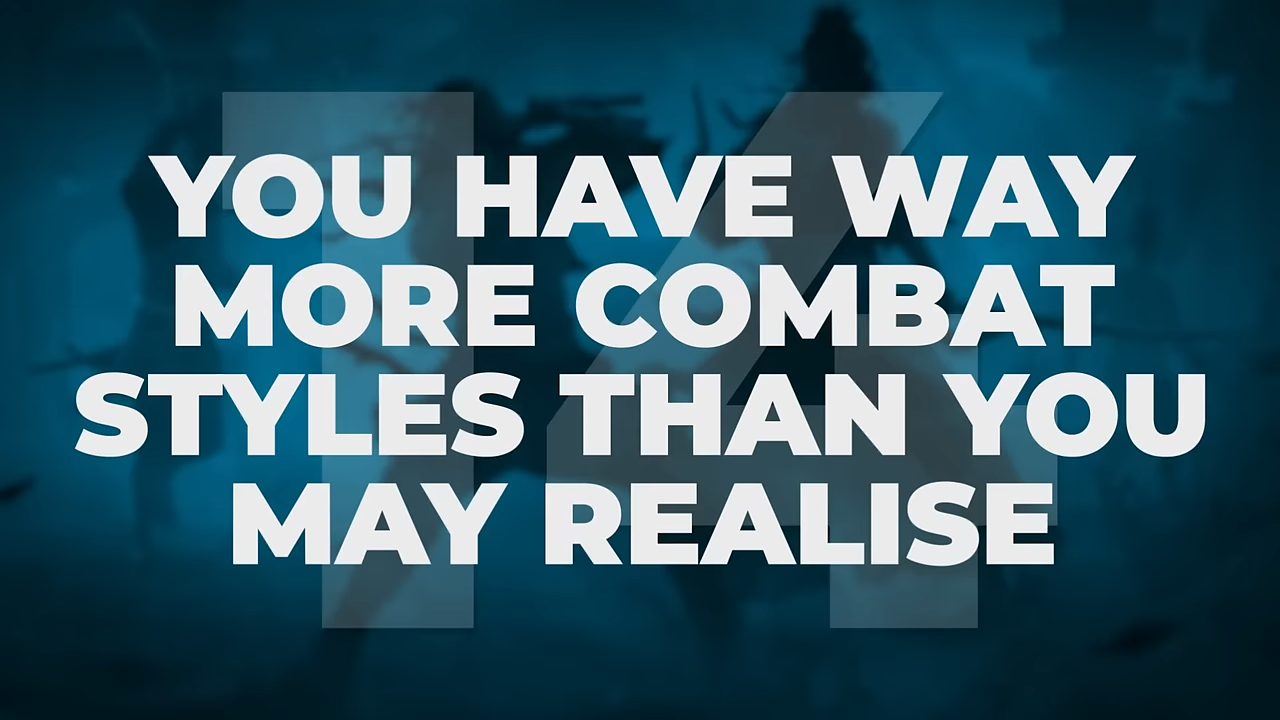 14
YOU HAVE WAY
MORE COMBAT
STYLES THAN YOU
MAY REALISE